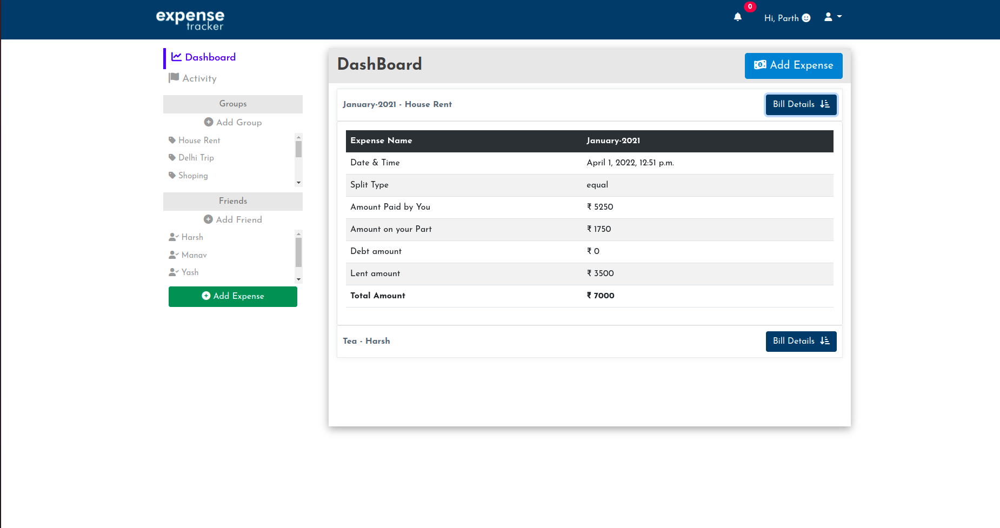 expense
tracker
0
Hi, Parth
Dashboard
Activity
Groups
Add Group
House Rent
Delhi Trip
Shoping
Friends
Add Friend
Harsh
Manav
Yash
Add Expense
DashBoard
Add Expense
January-2021 - House Rent
Bill Details
Expense Name January-2021
Date & Time April 1, 2022, 12:51 p.m.
Split Type equal
Amount Paid by You ₹ 5250
Amount on your Part ₹ 1750
Debt amount ₹ 0
Lent amount ₹ 3500
Total Amount ₹ 7000
Tea - Harsh
Bill Details